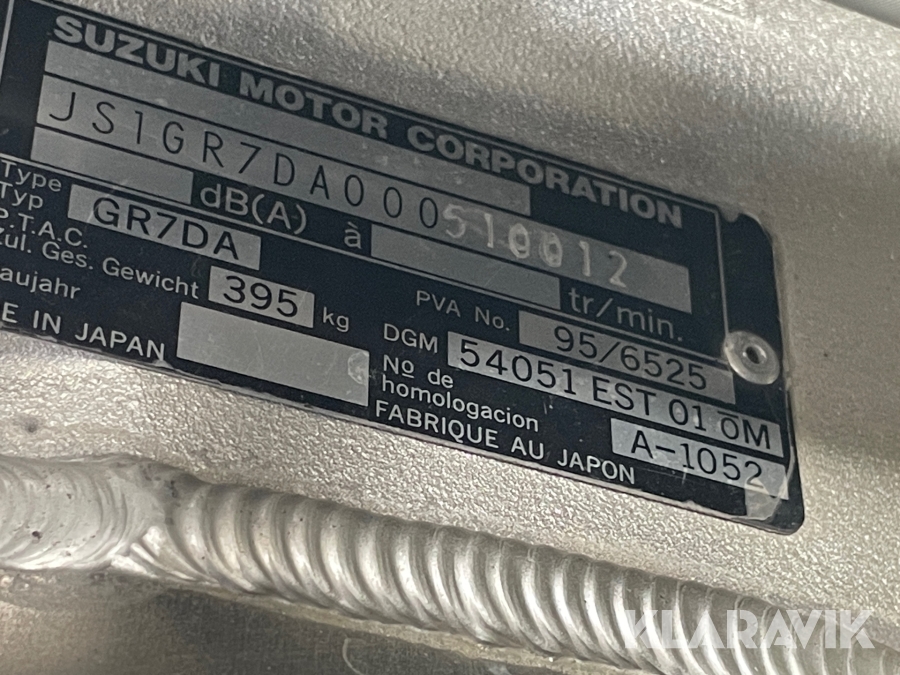 SUZUKI MOTOR CORPORATION
JS1GR7DA000510012
dB(A) à tr/min.
Type
Typ GR7DA
P.T.A.C.
zul. Ges. Gewicht 395 kg
aujahr
E IN JAPAN
PVA No. 95/6525
DGM 54051 EST 01 ŌM
Nº de
homologacion A-1052
FABRIQUE AU JAPON
KLARAVIK